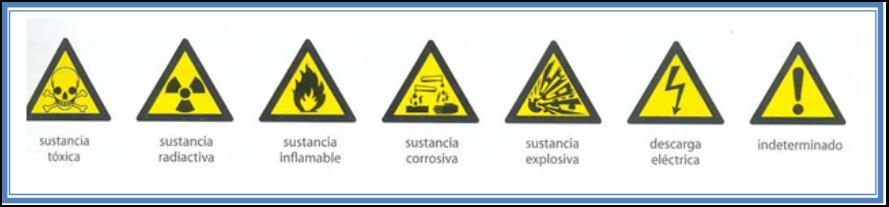 sustancia
tóxica
sustancia
radiactiva
sustancia
inflamable
sustancia
corrosiva
sustancia
explosiva
descarga
eléctrica
indeterminado